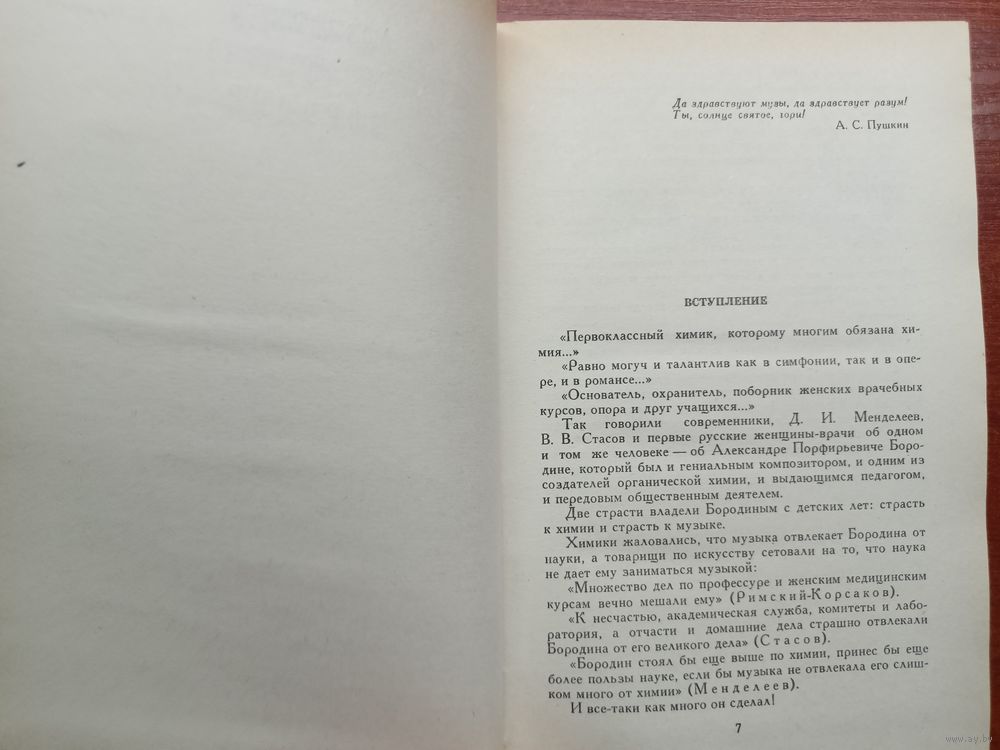 Да здравствуют музы, да здравствует разум!
Ты, солнце святое, гори!
А. С. Пушкин
ВСТУПЛЕНИЕ
«Первоклассный химик, которому многим обязана хи-
мия...»
«Равно могуч и талантлив как в симфонии, так и в опе-
ре, и в романсе...»
«Основатель, охранитель, поборник женских врачебных
курсов, опора и друг учащихся...»
Так говорили современники, Д. И. Менделеев,
В. В. Стасов и первые русские женщины-врачи об одном
и том же человеке — об Александре Порфирьевиче Боро-
дине, который был и гениальным композитором, и одним из
создателей органической химии, и выдающимся педагогом,
и передовым общественным деятелем.
Две страсти владели Бородиным с детских лет: страсть
к химии и страсть к музыке.
Химики жаловались, что музыка отвлекает Бородина от
науки, а товарищи по искусству сетовали на то, что наука
не дает ему заниматься музыкой:
«Множество дел по профессуре и женским медицинским
курсам вечно мешали ему» (Римский-Корсаков).
«К несчастью, академическая служба, комитеты и лабо-
ратория, а отчасти и домашние дела страшно отвлекали
Бородина от его великого дела» (Стасов).
«Бородин стоял бы еще выше по химии, принес бы еще
более пользы науке, если бы музыка не отвлекала его слиш-
ком много от химии» (Менделеев).
И все-таки как много он сделал!
7
www.ay.by